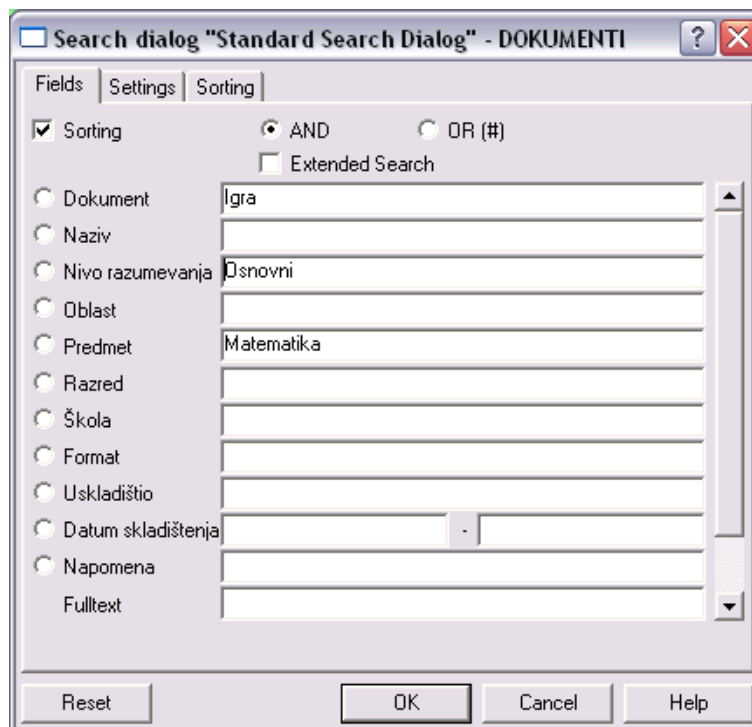 Search dialog "Standard Search Dialog" - DOKUMENTI
Fields Settings Sorting
Sorting AND OR (#)
Extended Search
Dokument Igra
Naziv
Nivo razumevanja Osnovni
Oblast
Predmet Matematika
Razred
Škola
Format
Uskladištio
Datum skladištenja -
Napomena
Fulltext
Reset OK Cancel Help